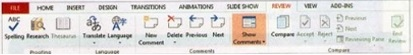 FILE HOME INSERT DESIGN TRANSITIONS ANIMATIONS SLIDE SHOW REVIEW VIEW ADD-INS
ABC
Spelling Research Thesaurus Translate Language New Comment Delete Previous Next Show Comments Compare Accept Reject Previous
Next
Reviewing Pane
Proofing Language Comments Compare